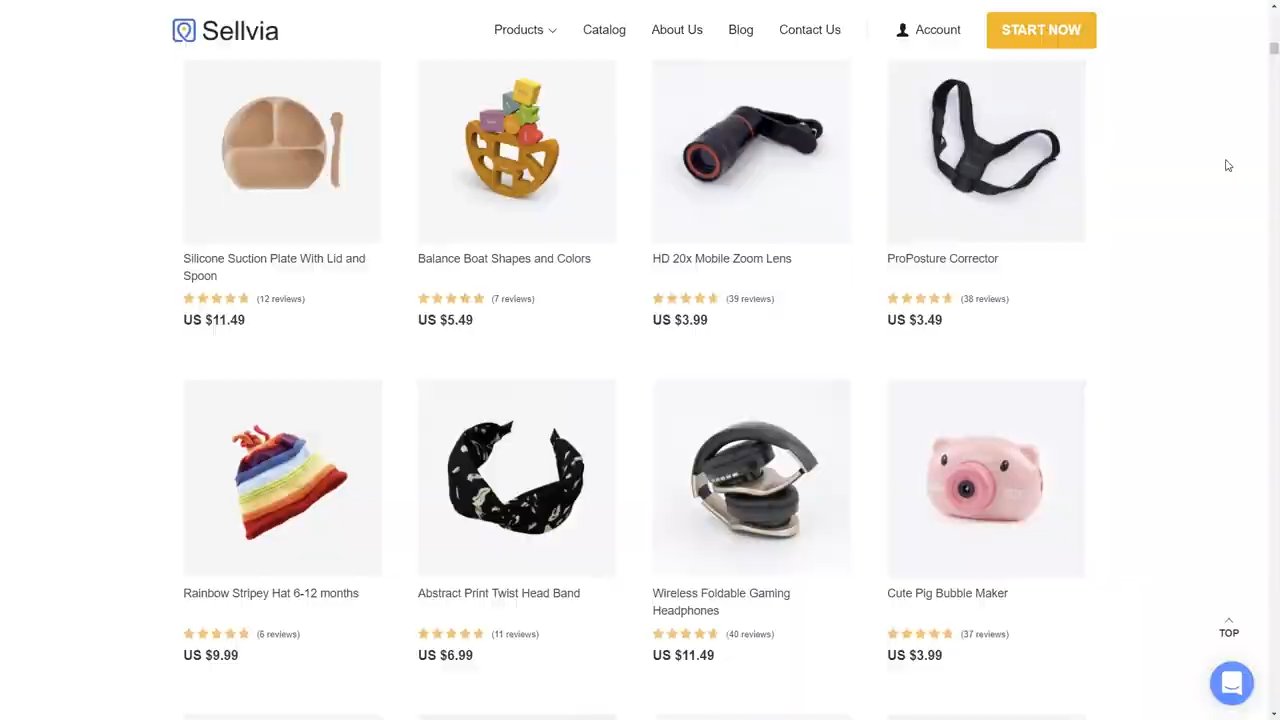 Sellvia
Products
Catalog
About Us
Blog
Contact Us
Account
START NOW
Silicone Suction Plate With Lid and
Spoon
(12 reviews)
US $11.49
Balance Boat Shapes and Colors
(7 reviews)
US $5.49
HD 20x Mobile Zoom Lens
(39 reviews)
US $3.99
ProPosture Corrector
(38 reviews)
US $3.49
Rainbow Stripey Hat 6-12 months
(6 reviews)
US $9.99
Abstract Print Twist Head Band
(11 reviews)
US $6.99
Wireless Foldable Gaming
Headphones
(40 reviews)
US $11.49
Cute Pig Bubble Maker
(37 reviews)
US $3.99
TOP